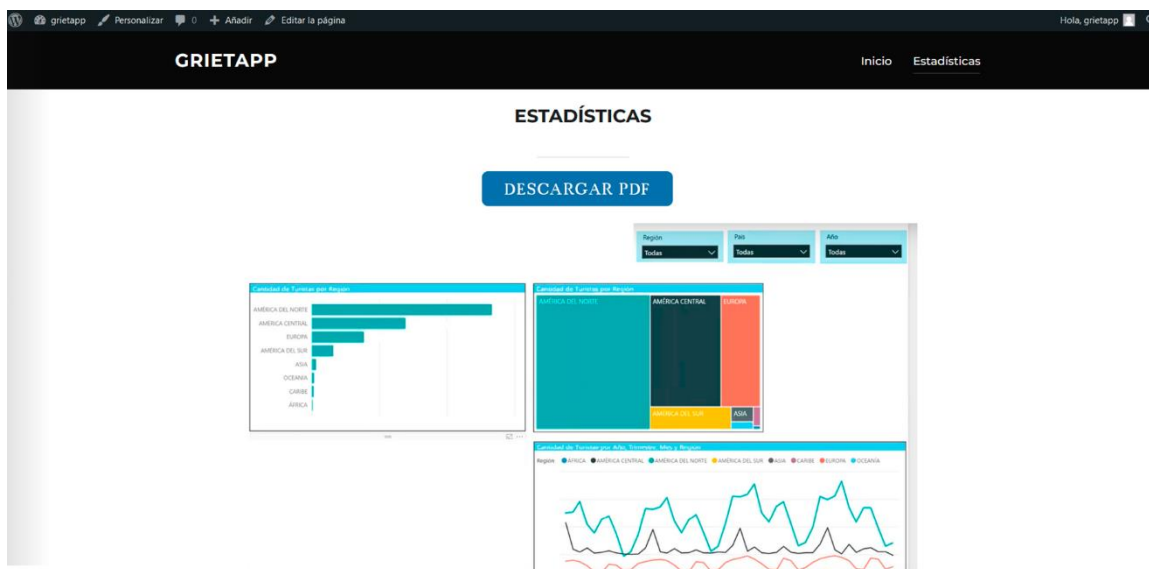 grietapp Personalizar 0 Añadir Editar la página Hola, grietapp
GRIETAPP Inicio Estadísticas
ESTADÍSTICAS
DESCARGAR PDF
Región País Año
Todas Todas Todas
Cantidad de Turistas por Región
AMÉRICA DEL NORTE
AMÉRICA CENTRAL
EUROPA
AMÉRICA DEL SUR
ASIA
OCEANÍA
CARIBE
ÁFRICA
Cantidad de Turistas por Región
AMÉRICA DEL NORTE AMÉRICA CENTRAL EUROPA
AMÉRICA DEL SUR ASIA
Cantidad de Turistas por Año, Trimestre, Mes y Región
Región ÁFRICA AMÉRICA CENTRAL AMÉRICA DEL NORTE AMÉRICA DEL SUR ASIA CARIBE EUROPA OCEANÍA